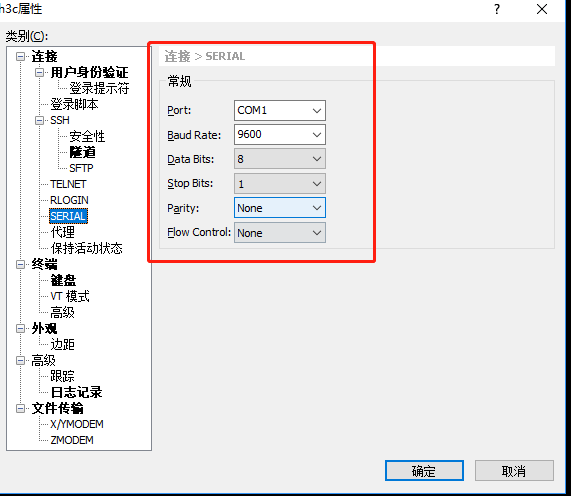 h3c属性
?
类别(C):
连接
用户身份验证
登录提示符
登录脚本
SSH
安全性
隧道
SFTP
TELNET
RLOGIN
SERIAL
代理
保持活动状态
终端
键盘
VT 模式
高级
外观
边距
高级
跟踪
日志记录
文件传输
X/YMODEM
ZMODEM
连接 > SERIAL
常规
Port: COM1
Baud Rate: 9600
Data Bits: 8
Stop Bits: 1
Parity: None
Flow Control: None
确定
取消